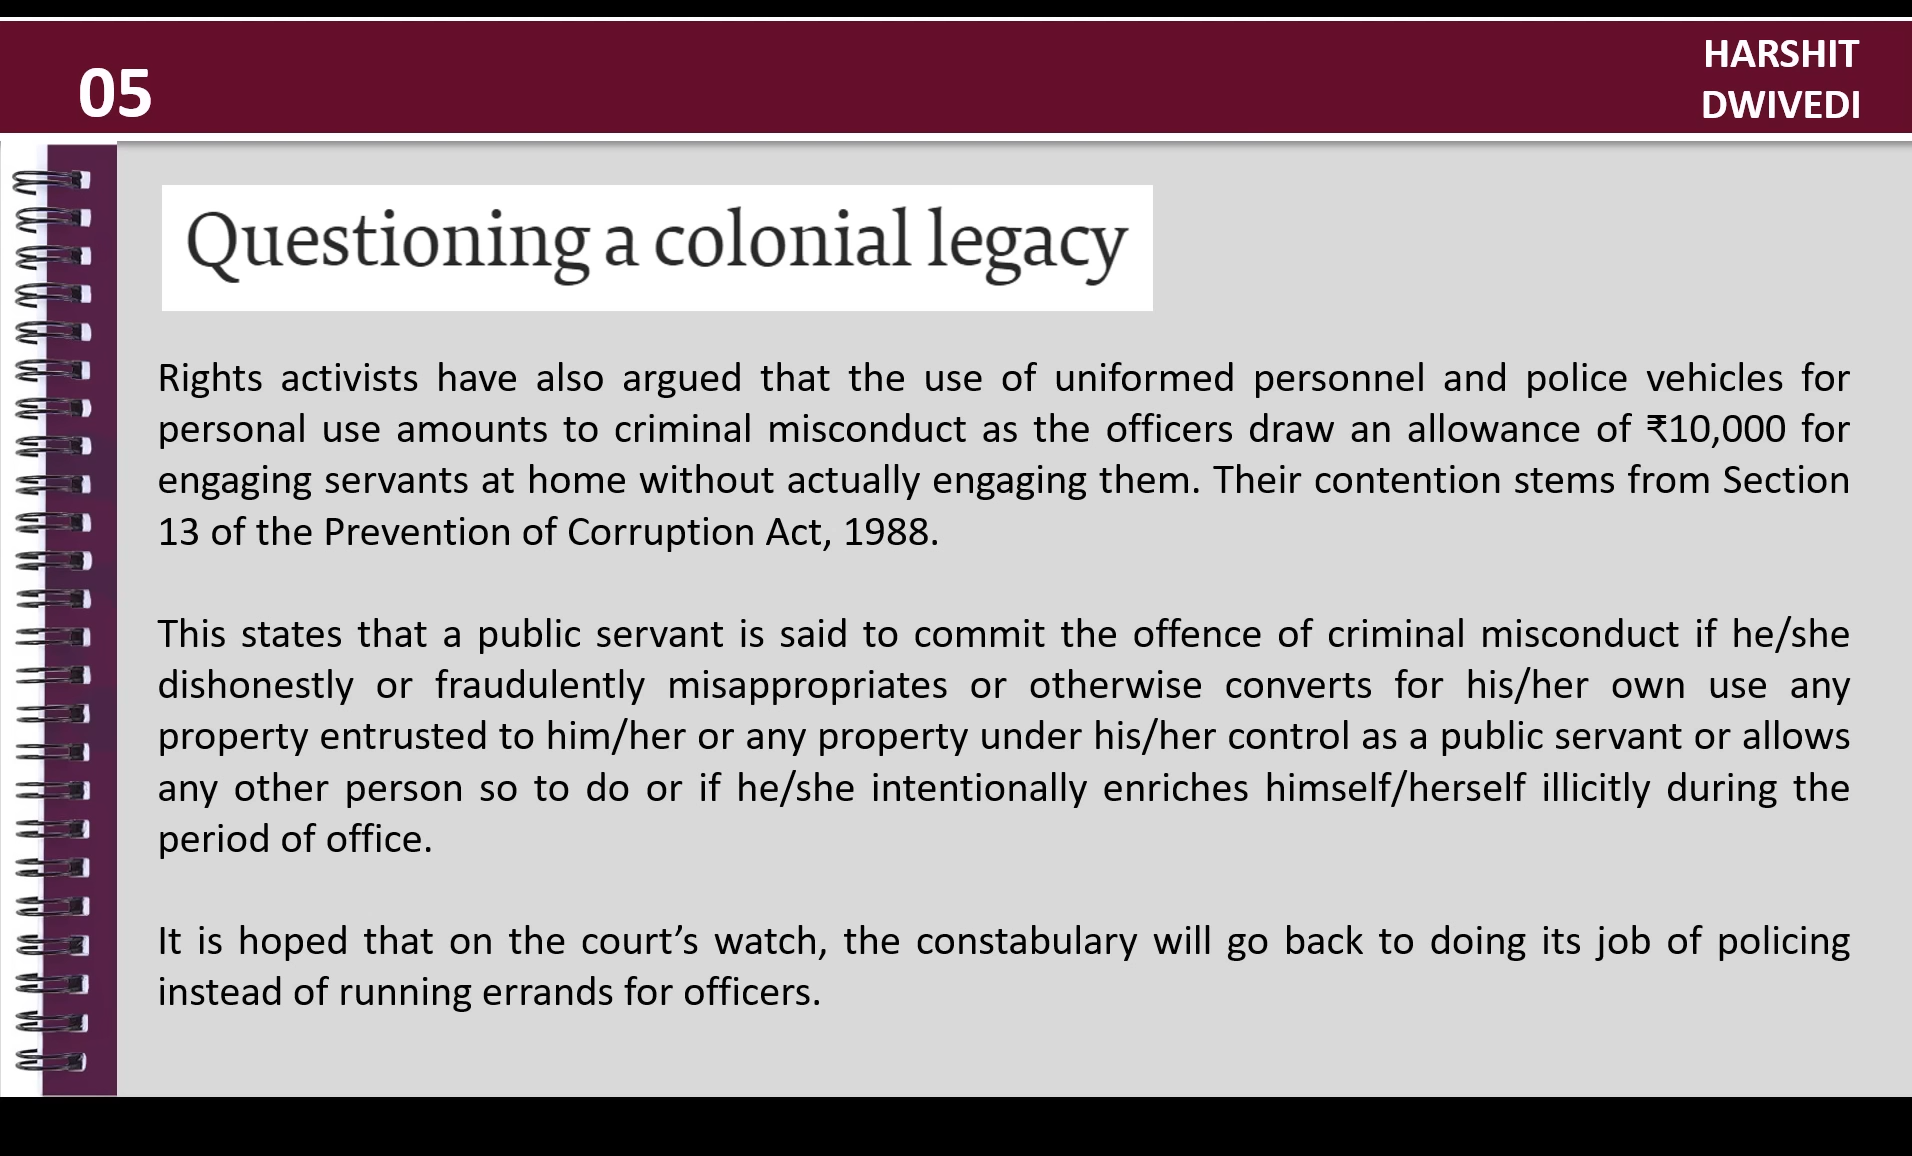 05
HARSHIT
DWIVEDI
Questioning a colonial legacy
Rights activists have also argued that the use of uniformed personnel and police vehicles for
personal use amounts to criminal misconduct as the officers draw an allowance of ₹10,000 for
engaging servants at home without actually engaging them. Their contention stems from Section
13 of the Prevention of Corruption Act, 1988.
This states that a public servant is said to commit the offence of criminal misconduct if he/she
dishonestly or fraudulently misappropriates or otherwise converts for his/her own use any
property entrusted to him/her or any property under his/her control as a public servant or allows
any other person so to do or if he/she intentionally enriches himself/herself illicitly during the
period of office.
It is hoped that on the court’s watch, the constabulary will go back to doing its job of policing
instead of running errands for officers.